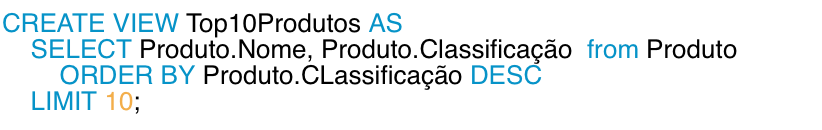 CREATE VIEW Top10Produtos AS
SELECT Produto.Nome, Produto.Classificação from Produto
ORDER BY Produto.CLassificação DESC
LIMIT 10;